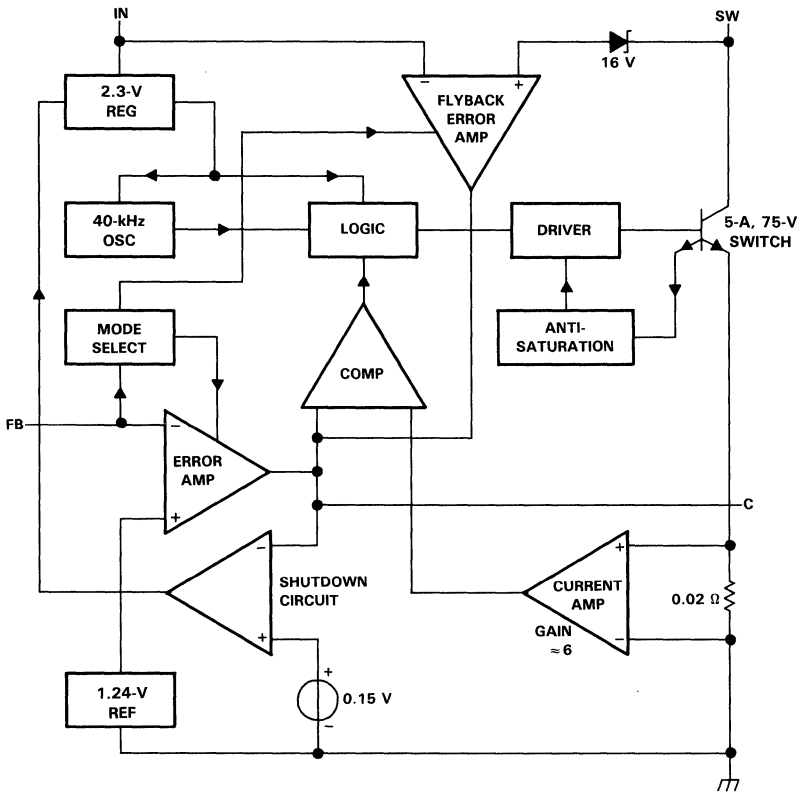 IN
SW
16 V
2.3-V
REG
−
+
FLYBACK
ERROR
AMP
40-kHz
OSC
LOGIC
DRIVER
5-A, 75-V
SWITCH
MODE
SELECT
ANTI-
SATURATION
COMP
FB
−
ERROR
AMP
+
C
−
SHUTDOWN
CIRCUIT
+
+
CURRENT
AMP
−
GAIN
≈6
0.02 Ω
1.24-V
REF
+
0.15 V
−